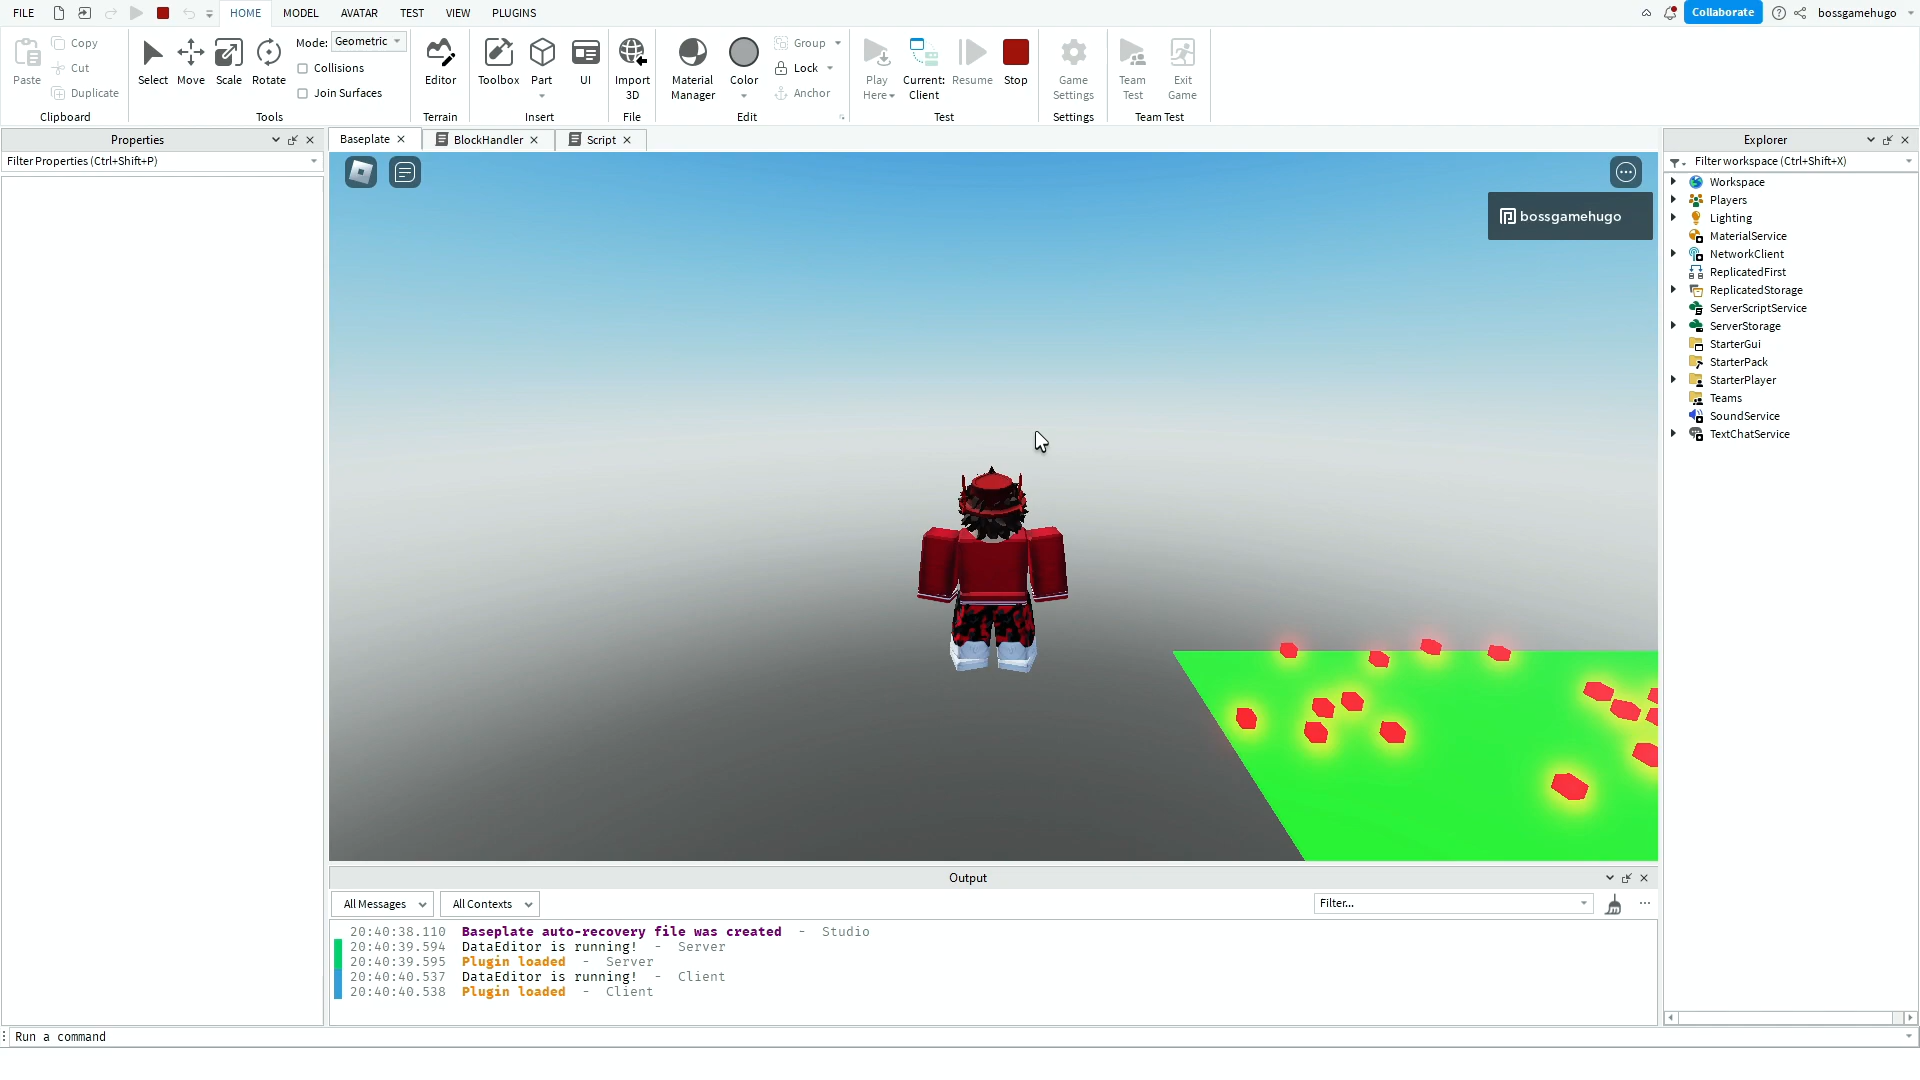 FILE HOME MODEL AVATAR TEST VIEW PLUGINS Collaborate bossgamehugo
Paste Copy Cut Duplicate Clipboard
Select Move Scale Rotate Mode: Geometric Collisions Join Surfaces Tools
Editor Terrain
Toolbox Part UI Insert
Import 3D File
Material Manager Color Group Lock Anchor Edit
Play Here Current: Client Resume Stop Test
Game Settings Settings
Team Test Exit Game Team Test
Properties
Filter Properties (Ctrl+Shift+P)
Baseplate BlockHandler Script
bossgamehugo
Explorer
Filter workspace (Ctrl+Shift+X)
Workspace
Players
Lighting
MaterialService
NetworkClient
ReplicatedFirst
ReplicatedStorage
ServerScriptService
ServerStorage
StarterGui
StarterPack
StarterPlayer
Teams
SoundService
TextChatService
Output
All Messages All Contexts Filter...
20:40:38.110 Baseplate auto-recovery file was created - Studio
20:40:39.594 DataEditor is running! - Server
20:40:39.595 Plugin loaded - Server
20:40:40.537 DataEditor is running! - Client
20:40:40.538 Plugin loaded - Client
Run a command